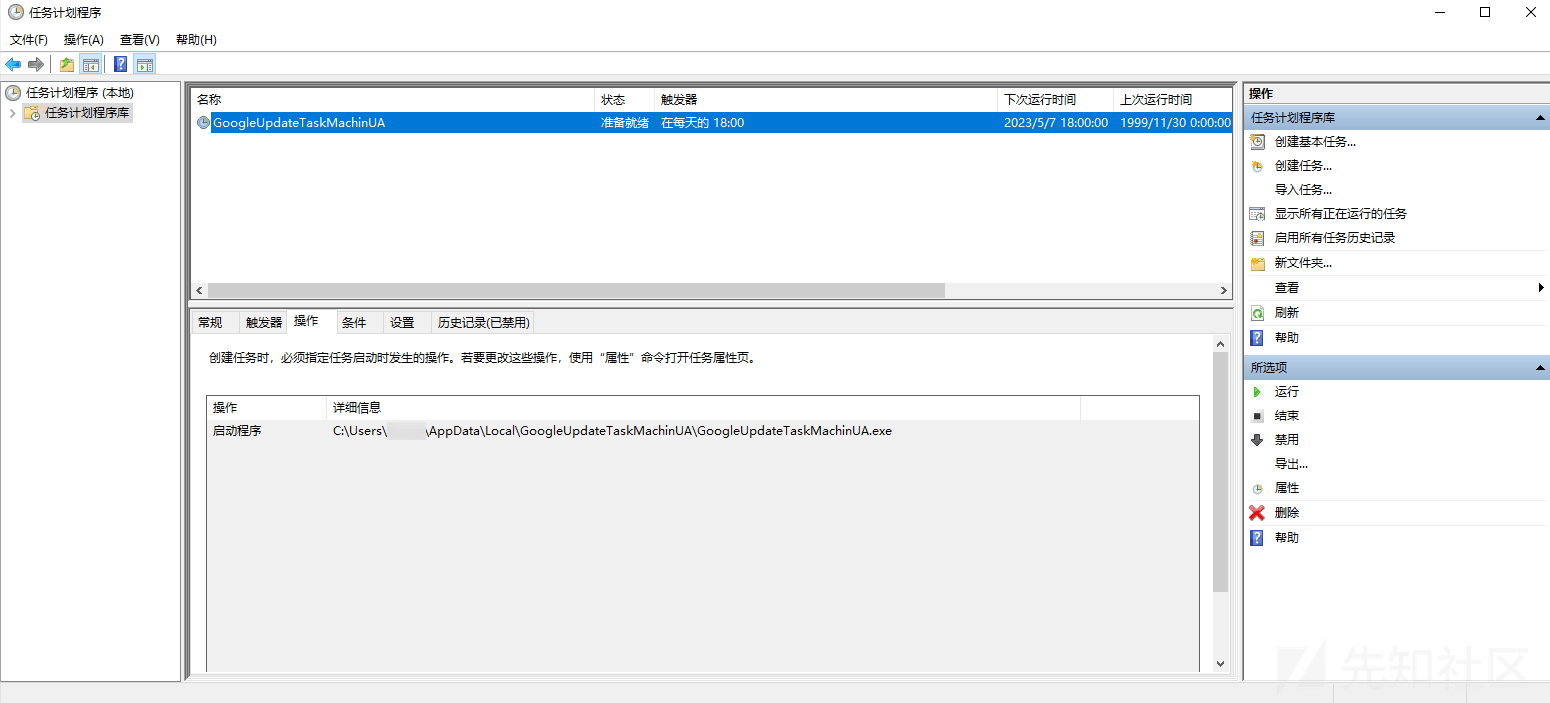 任务计划程序
文件(F) 操作(A) 查看(V) 帮助(H)
任务计划程序 (本地)
任务计划程序库
名称 状态 触发器 下次运行时间 上次运行时间
GoogleUpdateTaskMachinUA 准备就绪 在每天的 18:00 2023/5/7 18:00:00 1999/11/30 0:00:00
常规 触发器 操作 条件 设置 历史记录(已禁用)
创建任务时，必须指定任务启动时发生的操作。若要更改这些操作，使用“属性”命令打开任务属性页。
操作 详细信息
启动程序 C:\Users\ \AppData\Local\GoogleUpdateTaskMachinUA\GoogleUpdateTaskMachinUA.exe
操作
任务计划程序库
创建基本任务...
创建任务...
导入任务...
显示所有正在运行的任务
启用所有任务历史记录
新文件夹...
查看
刷新
帮助
所选项
运行
结束
禁用
导出...
属性
删除
帮助
先知社区